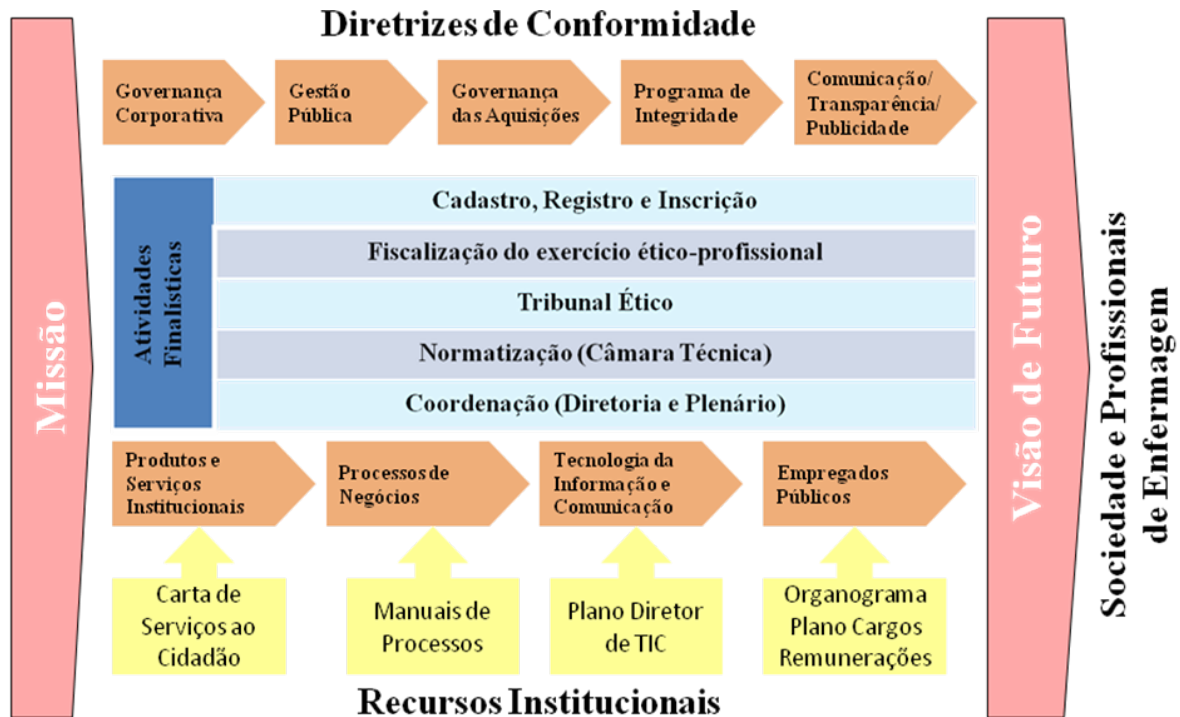 Diretrizes de Conformidade
Missão
Governança
Corporativa
Gestão
Pública
Governança
das Aquisições
Programa de
Integridade
Comunicação/
Transparência/
Publicidade
Atividades
Finalísticas
Cadastro, Registro e Inscrição
Fiscalização do exercício ético-profissional
Tribunal Ético
Normatização (Câmara Técnica)
Coordenação (Diretoria e Plenário)
Produtos e
Serviços
Institucionais
Processos de
Negócios
Tecnologia da
Informação e
Comunicação
Empregados
Públicos
Carta de
Serviços ao
Cidadão
Manuais de
Processos
Plano Diretor
de TIC
Organograma
Plano Cargos
Remunerações
Recursos Institucionais
Visão de Futuro
Sociedade e Profissionais
de Enfermagem